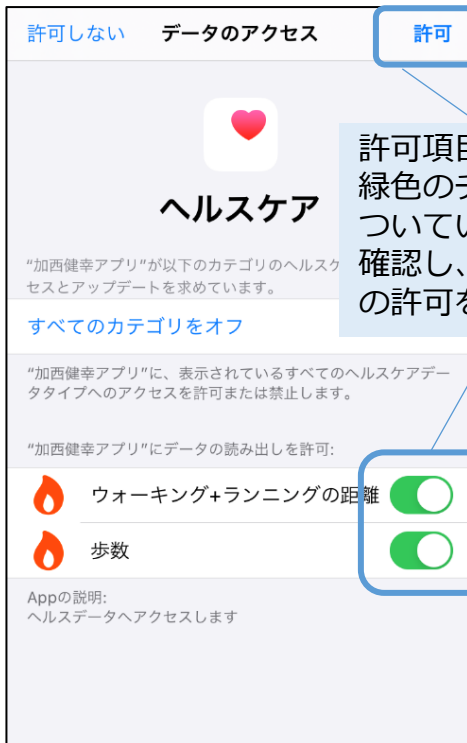 許可しない データのアクセス 許可
ヘルスケア
許可項目
緑色の
ついてい
確認し、
の許可を
“加西健幸アプリ”が以下のカテゴリのヘルスケ
セスとアップデートを求めています。
すべてのカテゴリをオフ
“加西健幸アプリ”に、表示されているすべてのヘルスケアデー
タタイプへのアクセスを許可または禁止します。
“加西健幸アプリ”にデータの読み出しを許可:
ウォーキング+ランニングの距離
歩数
Appの説明:
ヘルスデータへアクセスします